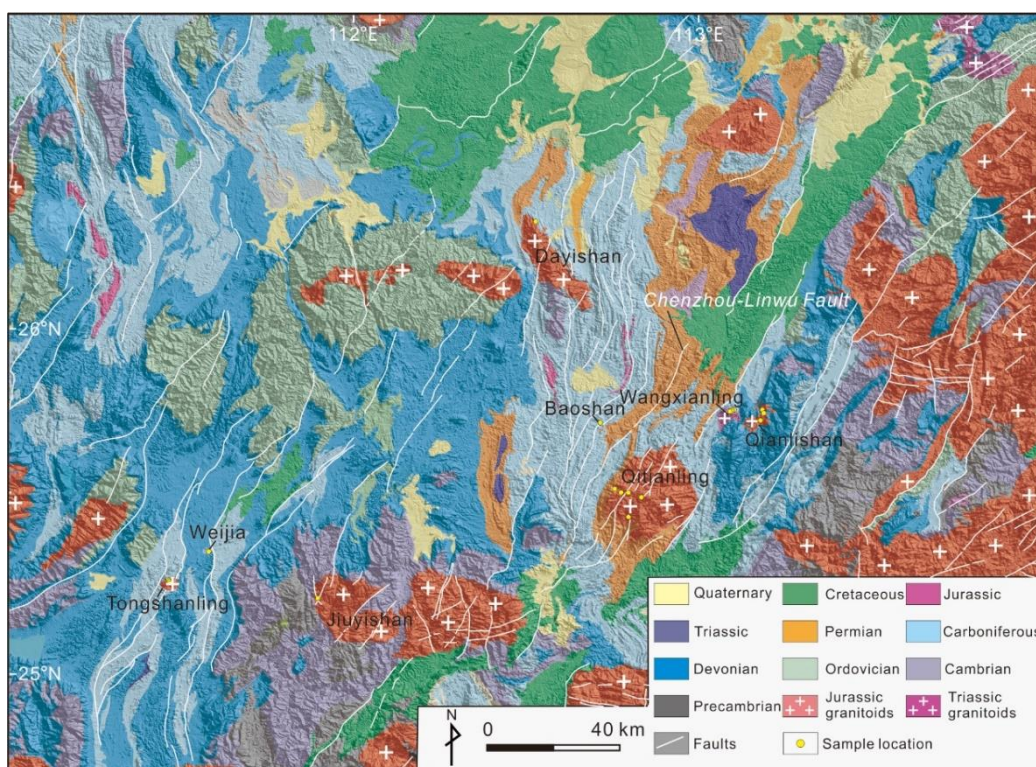 112°E
113°E
Dayishan
Chenzhou-Linwu Fault
26°N
Wangxianling
Baoshan
Qianlishan
Qitianling
Weijia
Tongshanling
Jiuyishan
25°N
Quaternary
Cretaceous
Jurassic
Triassic
Permian
Carboniferous
Devonian
Ordovician
Cambrian
Precambrian
Jurassic
granitoids
Triassic
granitoids
Faults
Sample location
N
0
40 km